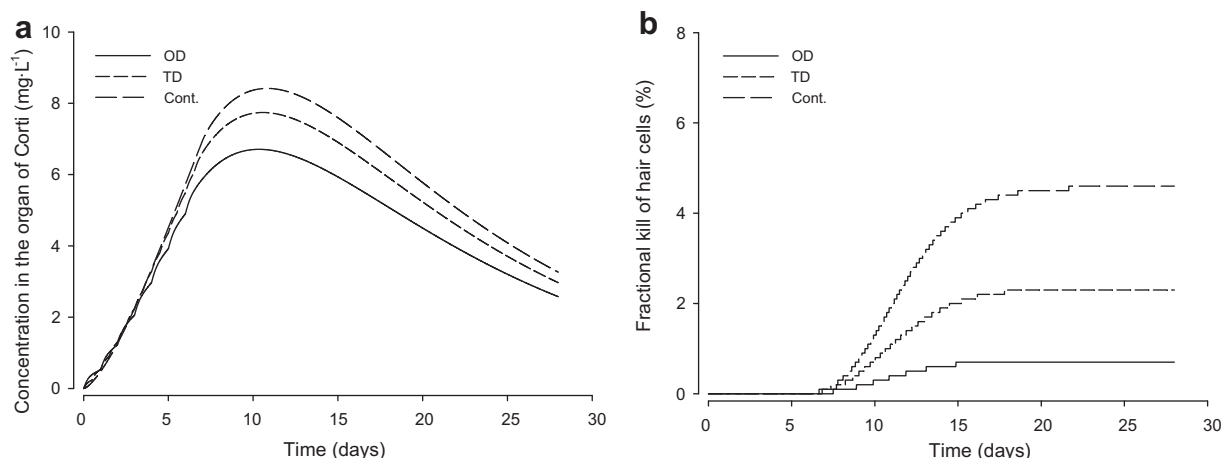 a
Concentration in the organ of Corti (mg·L⁻¹)
10
8
6
4
2
0
OD
TD
Cont.
0 5 10 15 20 25 30
Time (days)
b
Fractional kill of hair cells (%)
8
6
4
2
0
OD
TD
Cont.
0 5 10 15 20 25 30
Time (days)